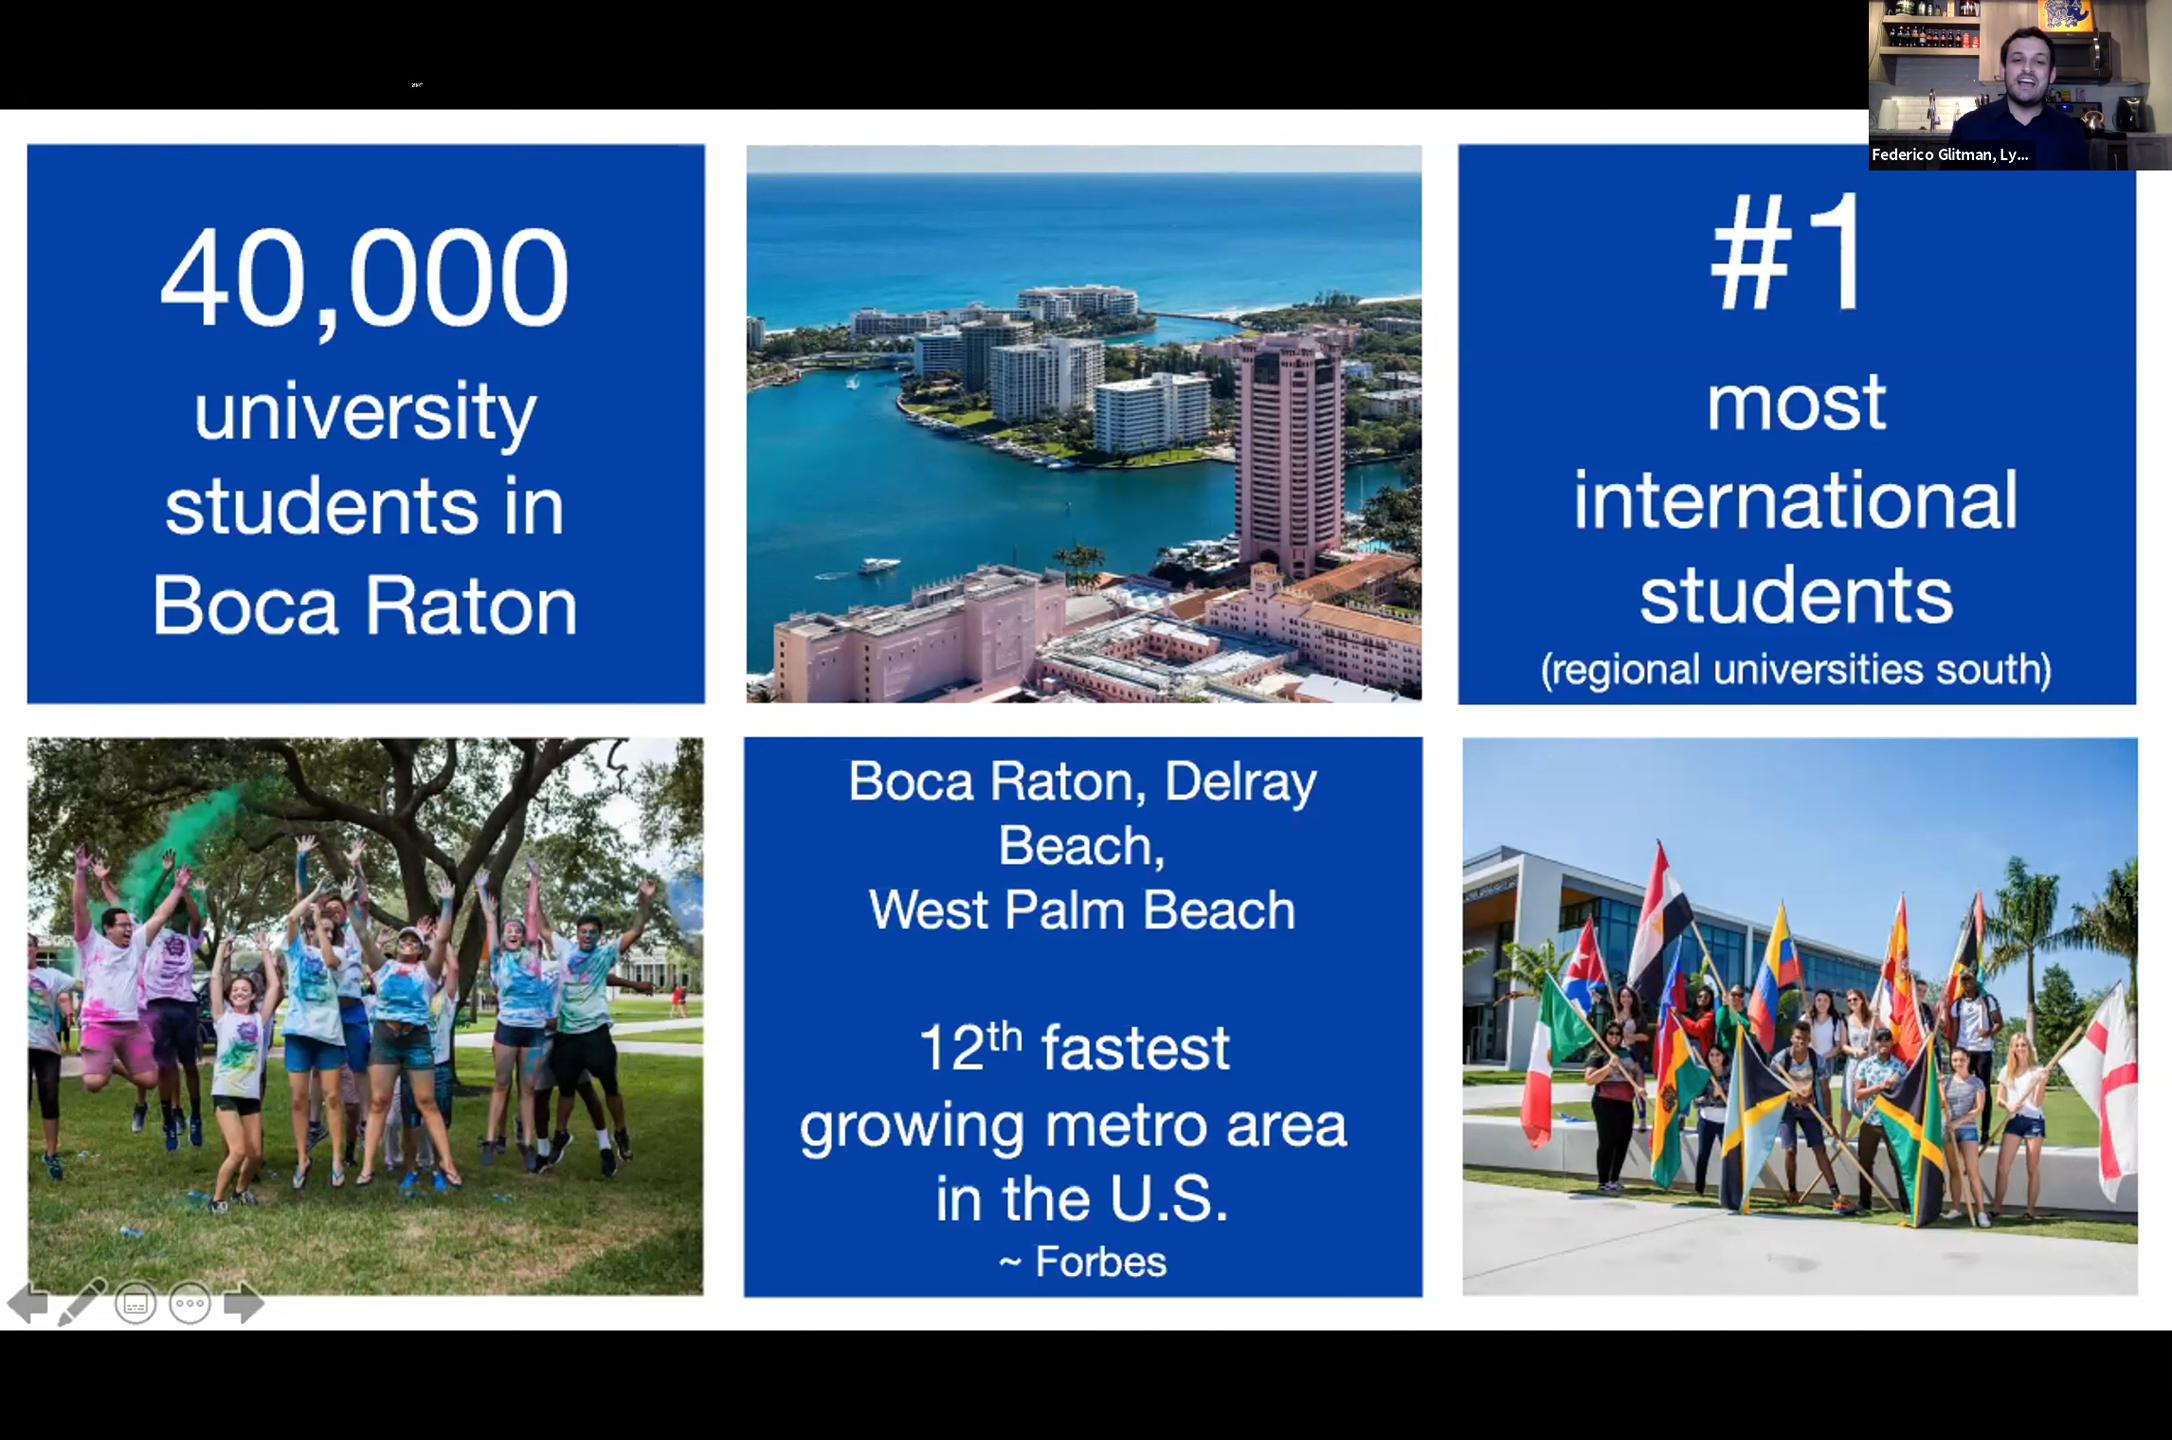 Federico Glitman, Ly...
40,000
university
students in
Boca Raton
#1
most
international
students
(regional universities south)
Boca Raton, Delray
Beach,
West Palm Beach
12th fastest
growing metro area
in the U.S.
~ Forbes